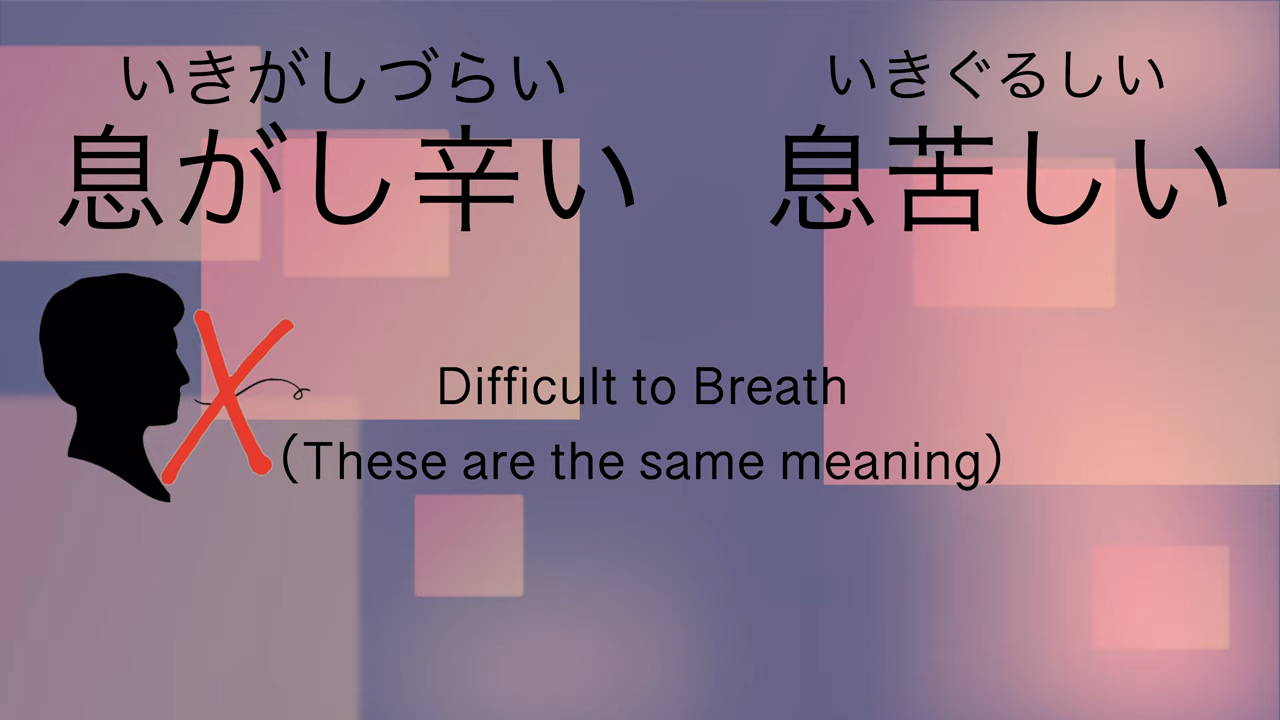 いきがしづらい いきぐるしい
息がし辛い 息苦しい
Difficult to Breath
（These are the same meaning）